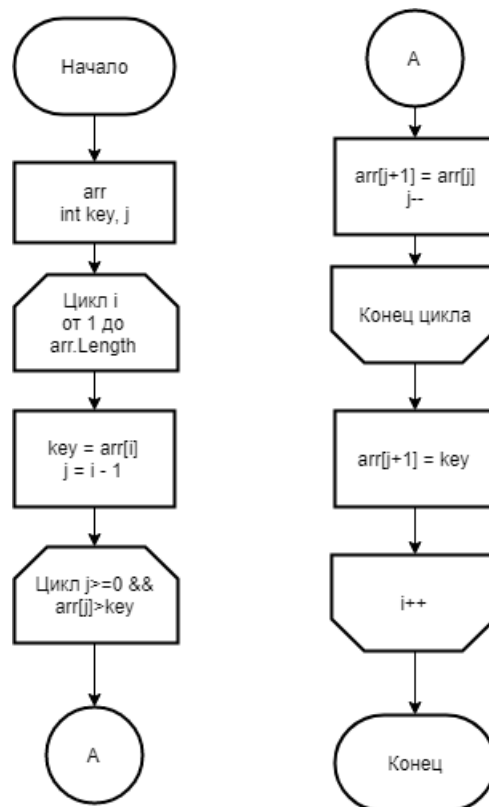 Начало
arr
int key, j
Цикл i
от 1 до
arr.Length
key = arr[i]
j = i - 1
Цикл j>=0 &&
arr[j]>key
A
A
arr[j+1] = arr[j]
j--
Конец цикла
arr[j+1] = key
i++
Конец